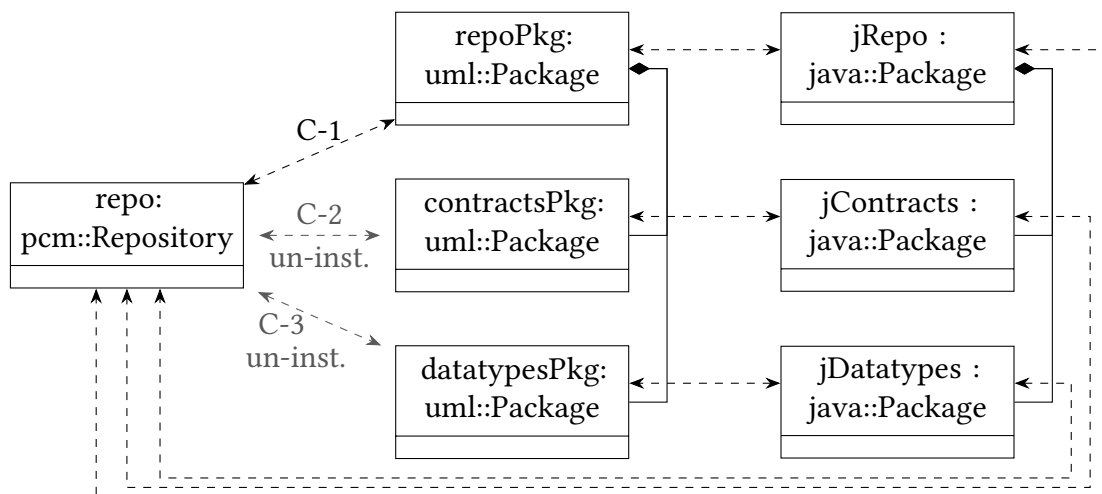 repoPkg:
uml::Package
jRepo :
java::Package
C-1
repo:
pcm::Repository
C-2
un-inst.
contractsPkg:
uml::Package
jContracts :
java::Package
C-3
un-inst.
datatypesPkg:
uml::Package
jDatatypes :
java::Package